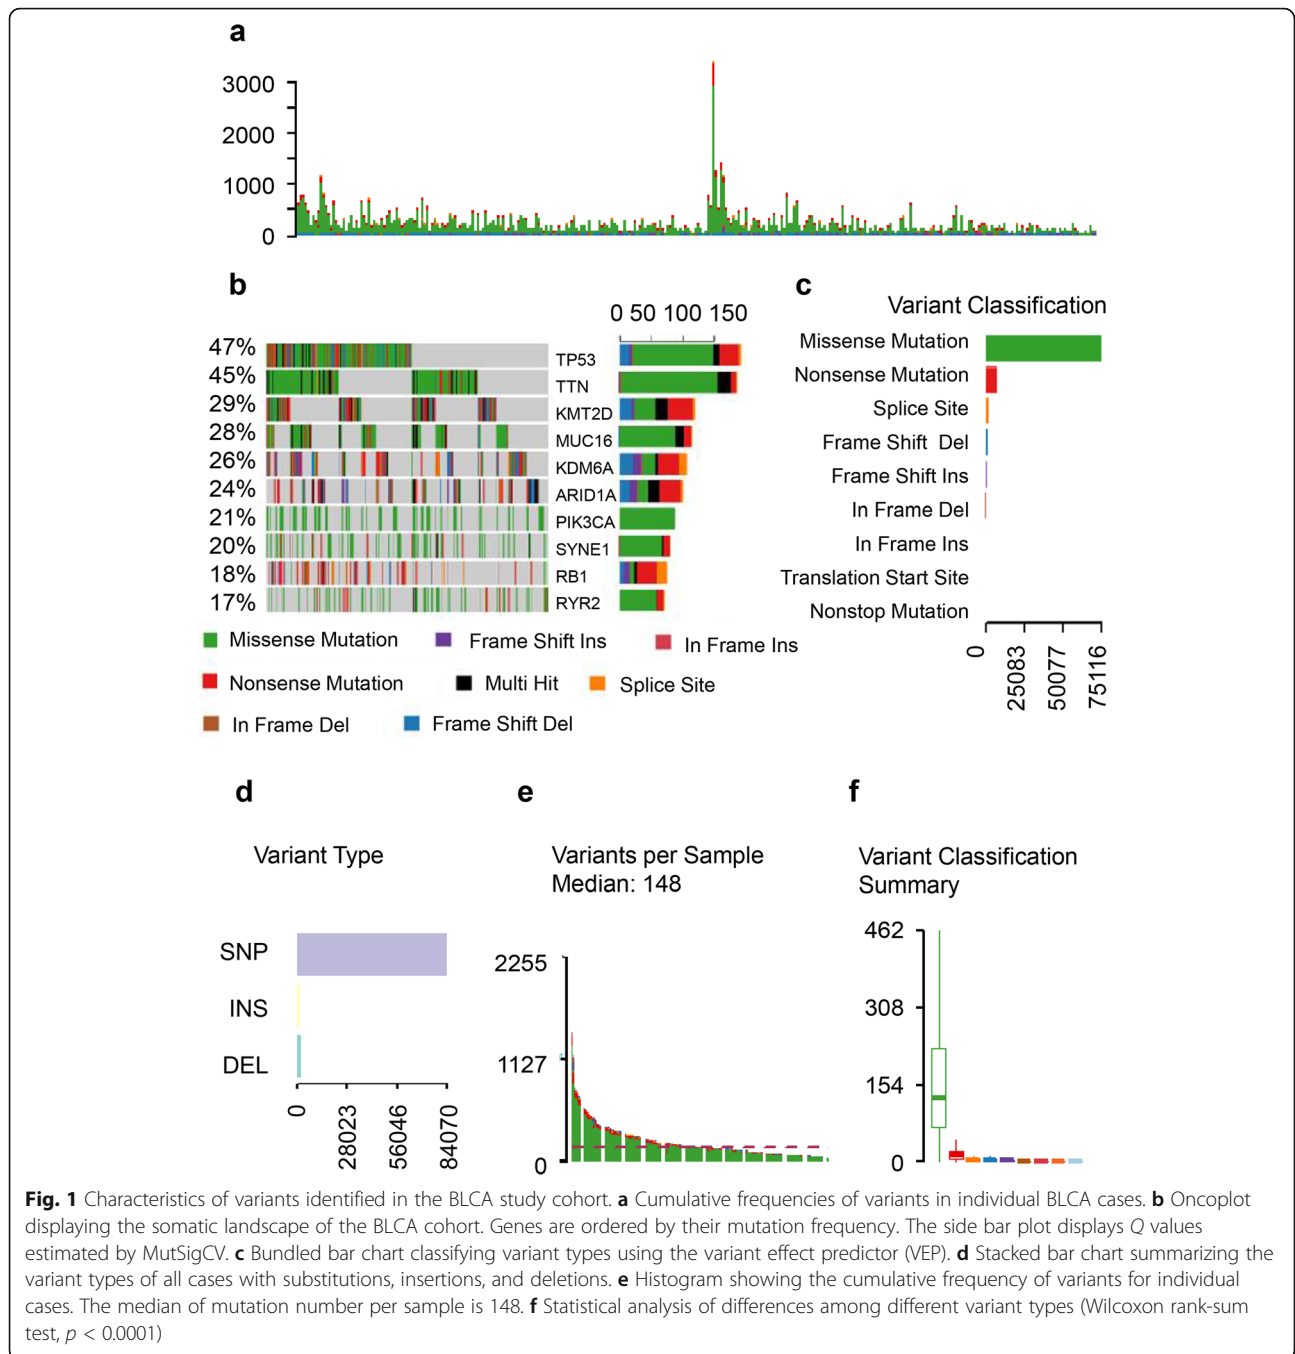 a
3000
2000
1000
0
b
0 50 100 150
47%
TP53
45%
TTN
29%
KMT2D
28%
MUC16
26%
KDM6A
24%
ARID1A
21%
PIK3CA
20%
SYNE1
18%
RB1
17%
RYR2
Missense Mutation
Frame Shift Ins
In Frame Ins
Nonsense Mutation
Multi Hit
Splice Site
In Frame Del
Frame Shift Del
c
Variant Classification
Missense Mutation
Nonsense Mutation
Splice Site
Frame Shift Del
Frame Shift Ins
In Frame Del
In Frame Ins
Translation Start Site
Nonstop Mutation
0
25083
50077
75116
d
Variant Type
SNP
INS
DEL
0
28023
56046
84070
e
Variants per Sample
Median: 148
2255
1127
0
f
Variant Classification
Summary
462
308
154
0
Fig. 1 Characteristics of variants identified in the BLCA study cohort. a Cumulative frequencies of variants in individual BLCA cases. b Oncoplot
displaying the somatic landscape of the BLCA cohort. Genes are ordered by their mutation frequency. The side bar plot displays Q values
estimated by MutSigCV. c Bundled bar chart classifying variant types using the variant effect predictor (VEP). d Stacked bar chart summarizing the
variant types of all cases with substitutions, insertions, and deletions. e Histogram showing the cumulative frequency of variants for individual
cases. The median of mutation number per sample is 148. f Statistical analysis of differences among different variant types (Wilcoxon rank-sum
test, p < 0.0001)